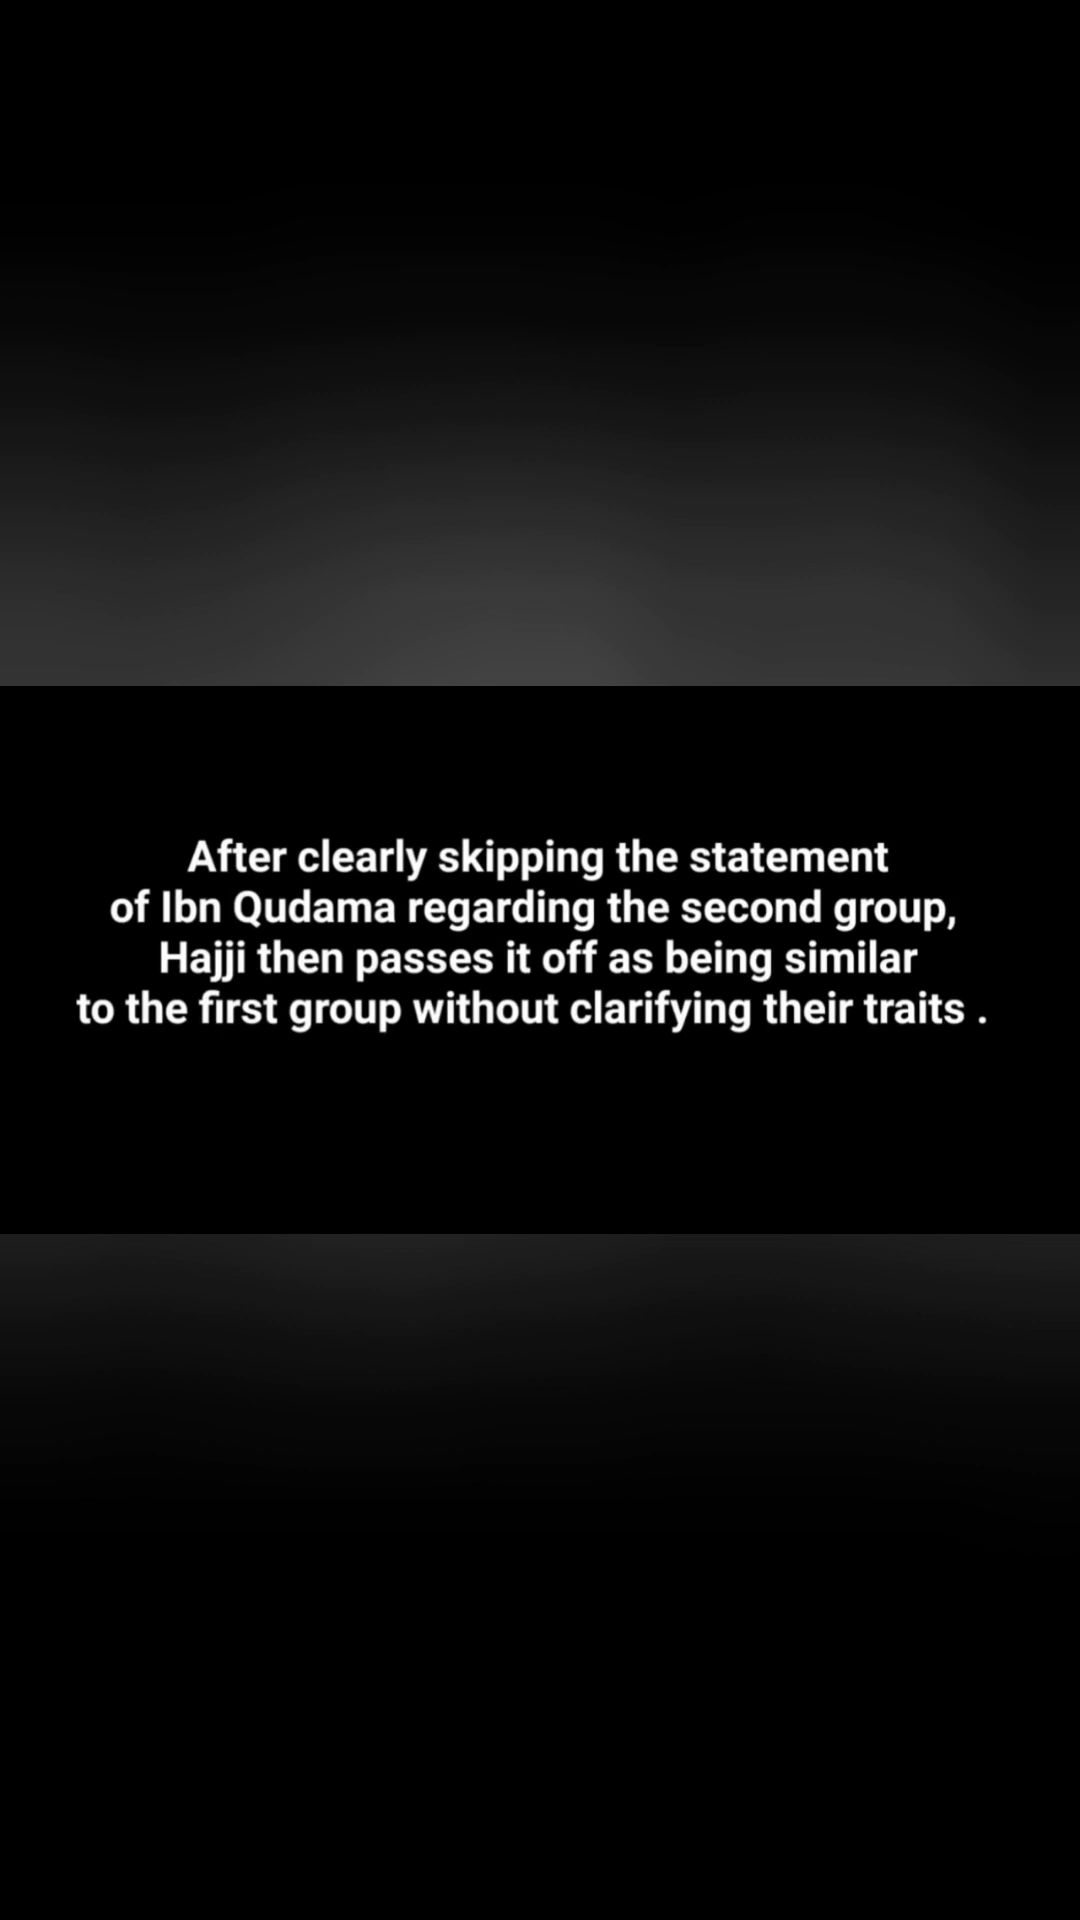 After clearly skipping the statement
of Ibn Qudama regarding the second group,
Hajji then passes it off as being similar
to the first group without clarifying their traits .